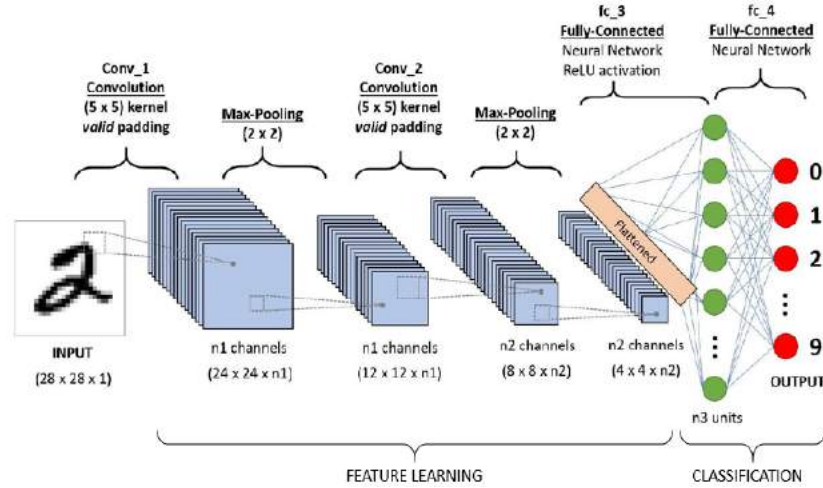 fc_3
Fully-Connected
Neural Network
ReLU activation
fc_4
Fully-Connected
Neural Network
Conv_1
Convolution
(5 x 5) kernel
valid padding
Max-Pooling
(2 x 2)
Conv_2
Convolution
(5 x 5) kernel
valid padding
Max-Pooling
(2 x 2)
2
INPUT
(28 x 28 x 1)
n1 channels
(24 x 24 x n1)
n1 channels
(12 x 12 x n1)
n2 channels
(8 x 8 x n2)
n2 channels
(4 x 4 x n2)
Flattened
n3 units
0
1
2
9
OUTPUT
FEATURE LEARNING
CLASSIFICATION